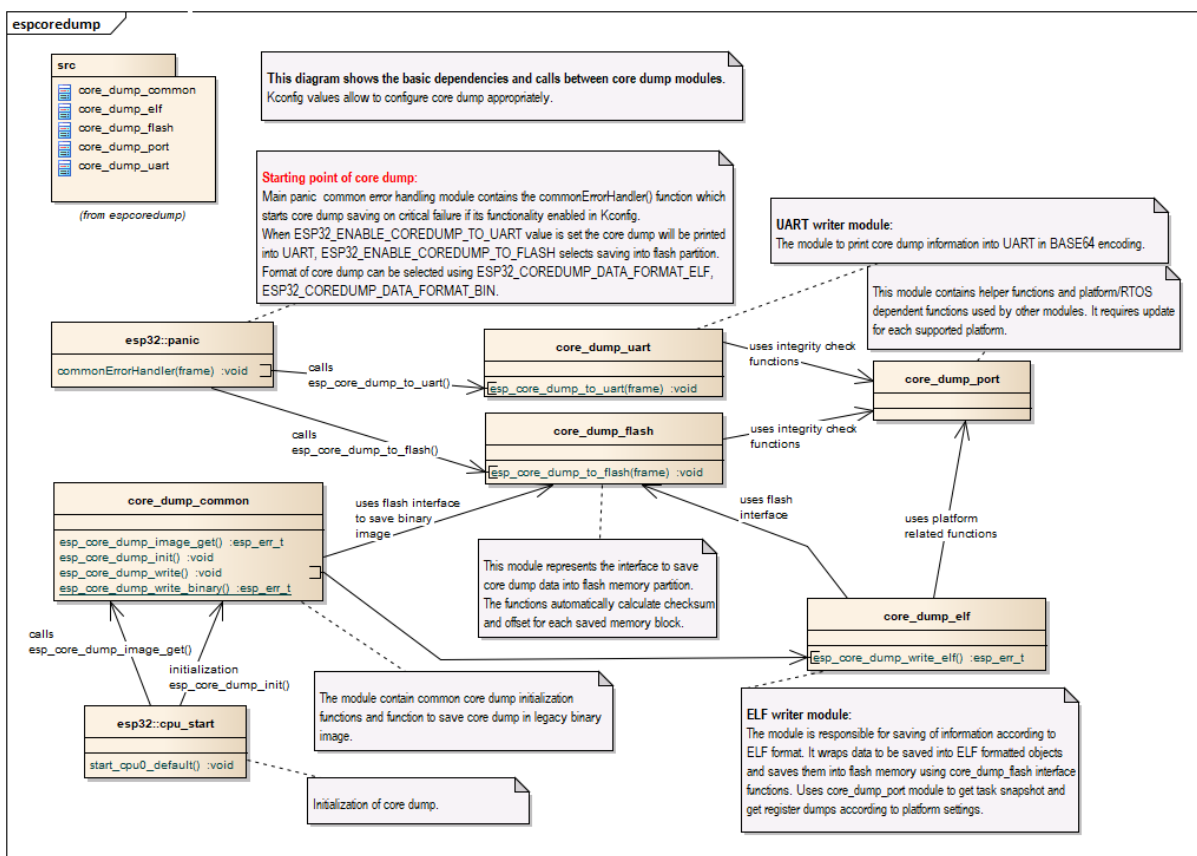 espcoredump
src
core_dump_common
core_dump_elf
core_dump_flash
core_dump_port
core_dump_uart
(from espcoredump)
This diagram shows the basic dependencies and calls between core dump modules.
Kconfig values allow to configure core dump appropriately.
Starting point of core dump:
Main panic common error handling module contains the commonErrorHandler() function which
starts core dump saving on critical failure if its functionality enabled in Kconfig.
When ESP32_ENABLE_COREDUMP_TO_UART value is set the core dump will be printed
into UART, ESP32_ENABLE_COREDUMP_TO_FLASH selects saving into flash partition.
Format of core dump can be selected using ESP32_COREDUMP_DATA_FORMAT_ELF,
ESP32_COREDUMP_DATA_FORMAT_BIN.
UART writer module:
The module to print core dump information into UART in BASE64 encoding.
This module contains helper functions and platform/RTOS
dependent functions used by other modules. It requires update
for each supported platform.
esp32::panic
commonErrorHandler(frame) :void
calls
esp_core_dump_to_uart()
core_dump_uart
esp_core_dump_to_uart(frame) :void
uses integrity check
functions
core_dump_port
calls
esp_core_dump_to_flash()
core_dump_flash
esp_core_dump_to_flash(frame) :void
uses integrity check
functions
core_dump_common
esp_core_dump_image_get() :esp_err_t
esp_core_dump_init() :void
esp_core_dump_write() :void
esp_core_dump_write_binary() :esp_err_t
uses flash interface
to save binary
image
uses flash
interface
uses platform
related functions
This module represents the interface to save
core dump data into flash memory partition.
The functions automatically calculate checksum
and offset for each saved memory block.
core_dump_elf
esp_core_dump_write_elf() :esp_err_t
calls
esp_core_dump_image_get()
initialization
esp_core_dump_init()
The module contain common core dump initialization
functions and function to save core dump in legacy binary
image.
esp32::cpu_start
start_cpu0_default() :void
Initialization of core dump.
ELF writer module:
The module is responsible for saving of information according to
ELF format. It wraps data to be saved into ELF formatted objects
and saves them into flash memory using core_dump_flash interface
functions. Uses core_dump_port module to get task snapshot and
get register dumps according to platform settings.